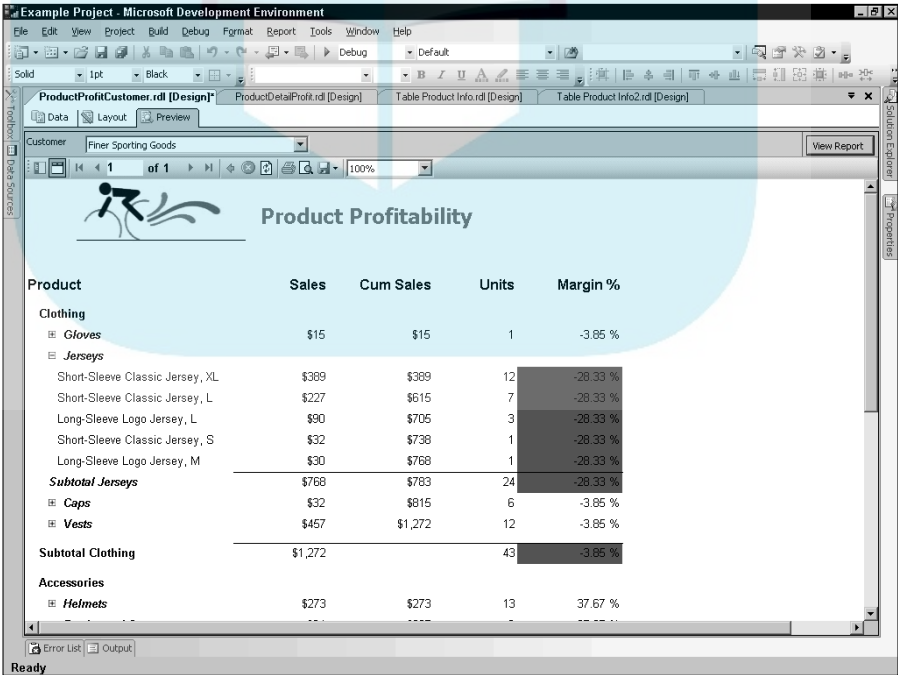 Example Project - Microsoft Development Environment
File Edit View Project Build Debug Format Report Tools Window Help
Debug Default
Solid 1pt Black B I U A
ProductProfitCustomer.rdl [Design]* ProductDetailProfit.rdl [Design] Table Product Info.rdl [Design] Table Product Info2.rdl [Design]
Data Layout Preview
Toolbox
Data Sources
Solution Explorer
Properties
Customer Finer Sporting Goods View Report
1 of 1 100%
Product Profitability
Product Sales Cum Sales Units Margin %
Clothing
Gloves $15 $15 1 -3.85 %
Jerseys
Short-Sleeve Classic Jersey, XL $389 $389 12 -28.33 %
Short-Sleeve Classic Jersey, L $227 $615 7 -28.33 %
Long-Sleeve Logo Jersey, L $90 $705 3 -28.33 %
Short-Sleeve Classic Jersey, S $32 $738 1 -28.33 %
Long-Sleeve Logo Jersey, M $30 $768 1 -28.33 %
Subtotal Jerseys $768 $783 24 -28.33 %
Caps $32 $815 6 -3.85 %
Vests $457 $1,272 12 -3.85 %
Subtotal Clothing $1,272 43 -3.85 %
Accessories
Helmets $273 $273 13 37.67 %
Error List Output
Ready